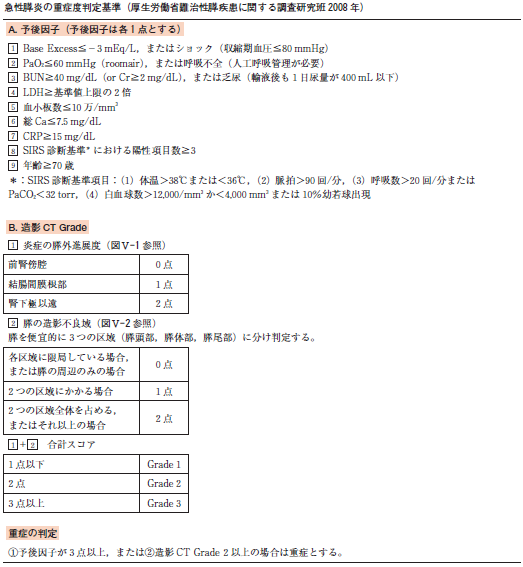 急性膵炎の重症度判定基準(厚生労働省難治性膵疾患に関する調査研究班 2008 年)
A. 予後因子(予後因子は各 1 点とする)
1 Base Excess≦−3 mEq/L，またはショック(収縮期血圧≦80 mmHg)
2 PaO₂≦60 mmHg(roomair)，または呼吸不全(人工呼吸管理が必要)
3 BUN≧40 mg/dL(or Cr≧2 mg/dL)，または乏尿(輸液後も 1 日尿量が 400 mL 以下)
4 LDH≧基準値上限の 2 倍
5 血小板数≦10 万/mm³
6 総 Ca≦7.5 mg/dL
7 CRP≧15 mg/dL
8 SIRS 診断基準*における陽性項目数≧3
9 年齢≧70 歳
＊：SIRS 診断基準項目：(1) 体温＞38℃または＜36℃，(2) 脈拍＞90 回/分，(3) 呼吸数＞20 回/分または
PaCO₂＜32 torr，(4) 白血球数＞12,000/mm³ か＜4,000 mm³ または 10％幼若球出現
B. 造影 CT Grade
1 炎症の膵外進展度(図Ⅴ-1 参照)
前腎傍腔 0 点
結腸間膜根部 1 点
腎下極以遠 2 点
2 膵の造影不良域(図Ⅴ-2 参照)
膵を便宜的に 3 つの区域(膵頭部，膵体部，膵尾部)に分け判定する。
各区域に限局している場合，
または膵の周辺のみの場合 0 点
2 つの区域にかかる場合 1 点
2 つの区域全体を占める，
またはそれ以上の場合 2 点
1＋2 合計スコア
1 点以下 Grade 1
2 点 Grade 2
3 点以上 Grade 3
重症の判定
①予後因子が 3 点以上，または②造影 CT Grade 2 以上の場合は重症とする。